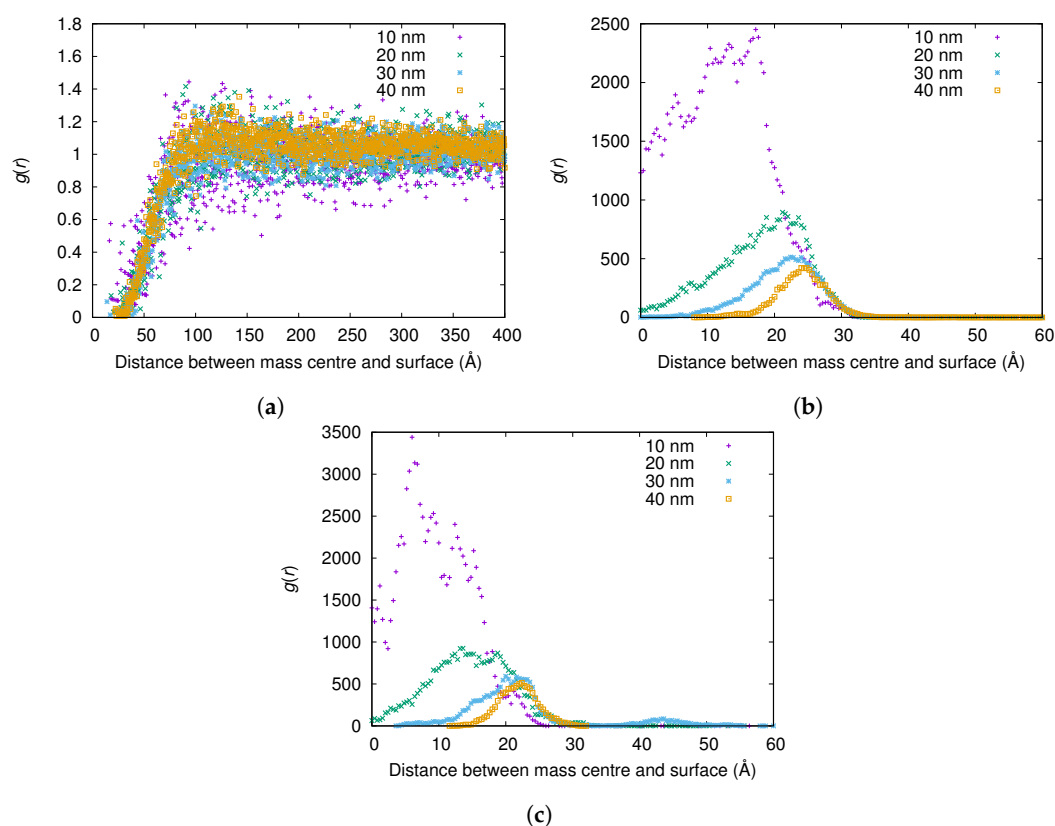 1.8
1.6
1.4
1.2
1
0.8
0.6
0.4
0.2
0
g(r)
0 50 100 150 200 250 300 350 400
Distance between mass centre and surface (Å)
10 nm
20 nm
30 nm
40 nm
(a)
2500
2000
1500
1000
500
0
g(r)
0 10 20 30 40 50 60
Distance between mass centre and surface (Å)
10 nm
20 nm
30 nm
40 nm
(b)
3500
3000
2500
2000
1500
1000
500
0
g(r)
0 10 20 30 40 50 60
Distance between mass centre and surface (Å)
10 nm
20 nm
30 nm
40 nm
(c)